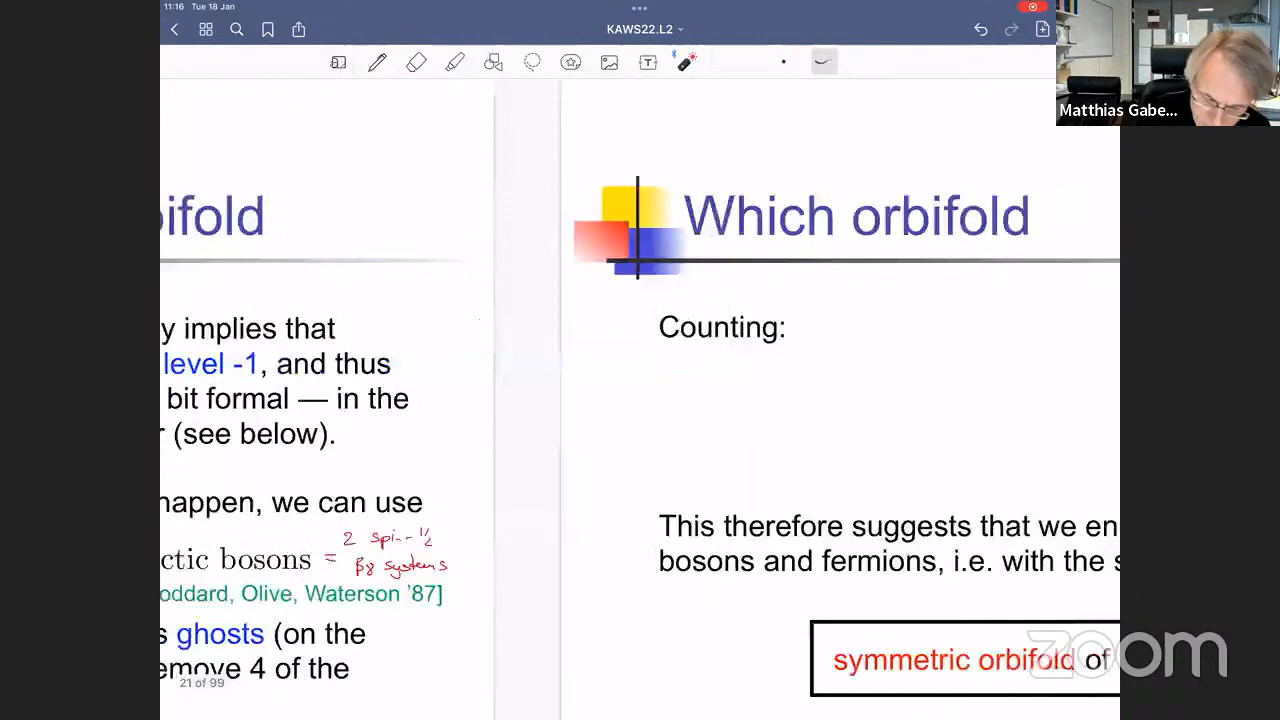 11:16 Tue 18 Jan
KAWS22.L2
Matthias Gabe...
bifold
y implies that
level -1, and thus
bit formal — in the
r (see below).
happen, we can use
ctic bosons = 2 spin-½
βγ systems
oddard, Olive, Waterson '87]
s ghosts (on the
emove 4 of the
21 of 99
Which orbifold
Counting:
This therefore suggests that we en
bosons and fermions, i.e. with the s
symmetric orbifold of
zoom